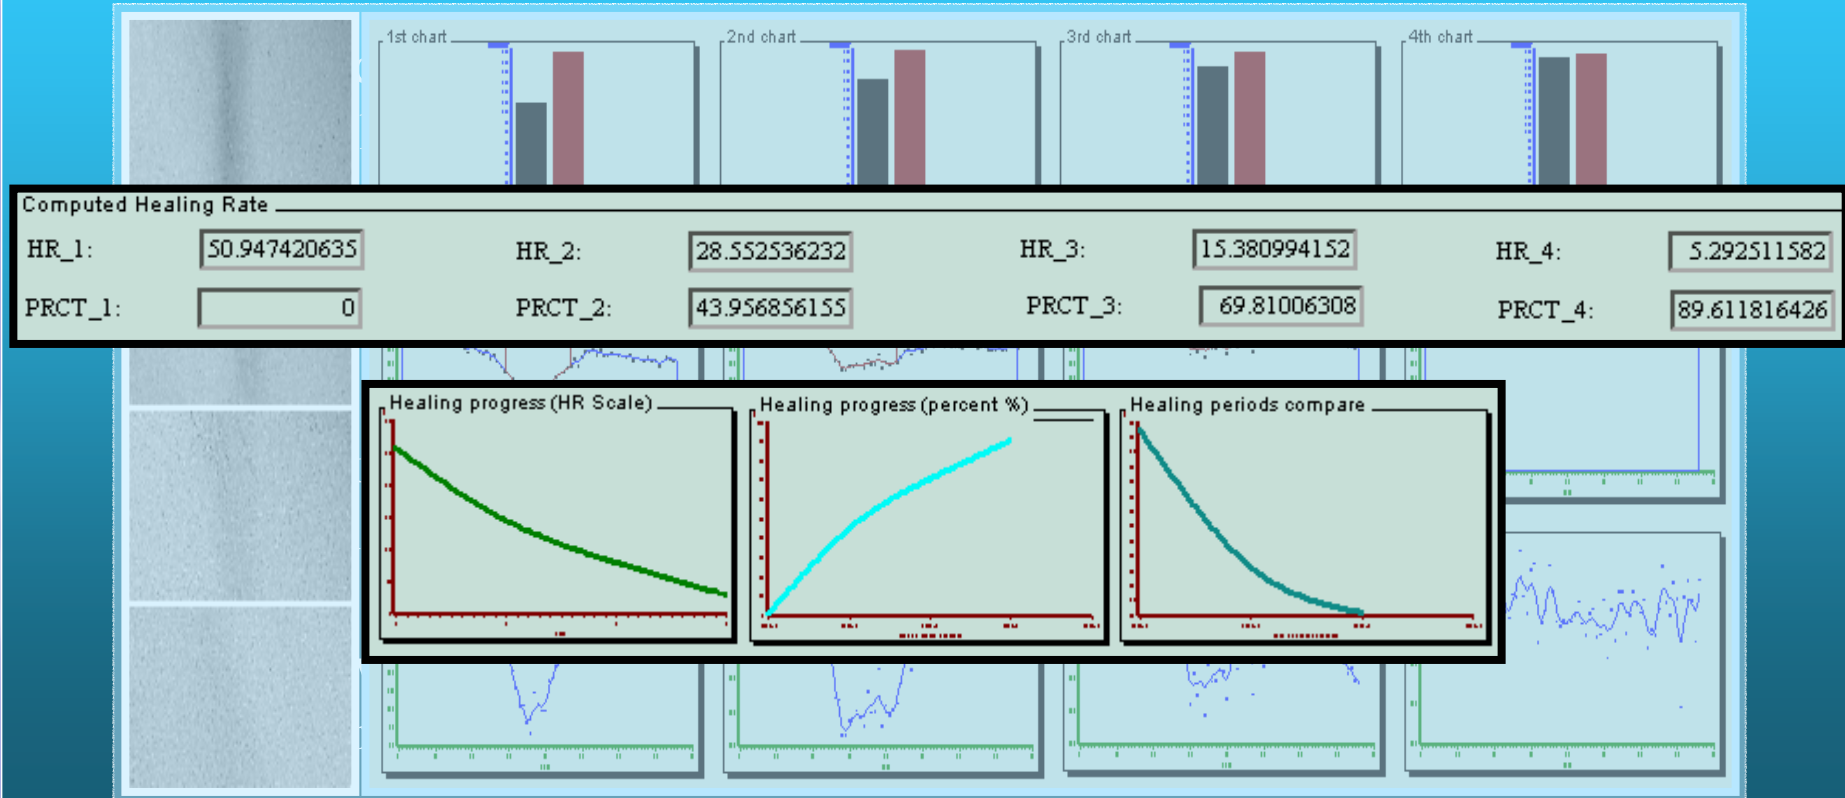 1st chart
2nd chart
3rd chart
4th chart
Computed Healing Rate
HR_1: 50.947420635 HR_2: 28.552536232 HR_3: 15.380994152 HR_4: 5.292511582
PRCT_1: 0 PRCT_2: 43.956856155 PRCT_3: 69.81006308 PRCT_4: 89.611816426
Healing progress (HR Scale)
Healing progress (percent %)
Healing periods compare